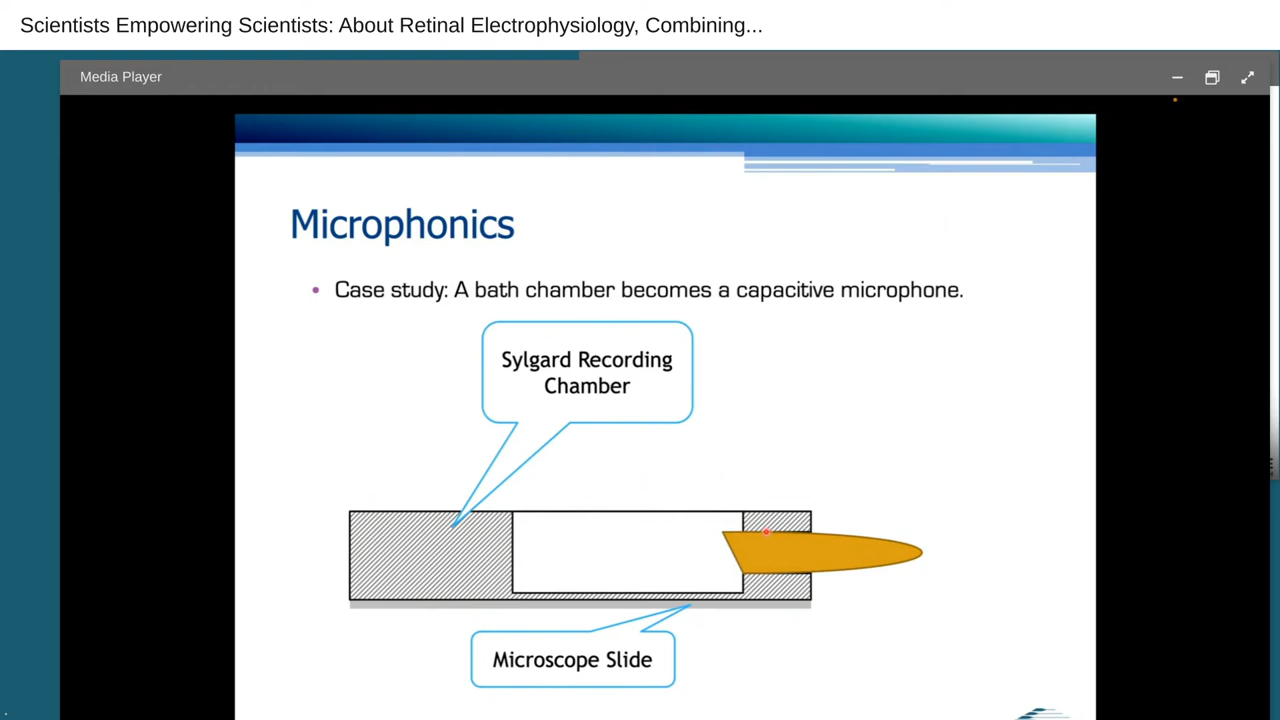 Scientists Empowering Scientists: About Retinal Electrophysiology, Combining...
Media Player
Microphonics
• Case study: A bath chamber becomes a capacitive microphone.
Sylgard Recording
Chamber
Microscope Slide